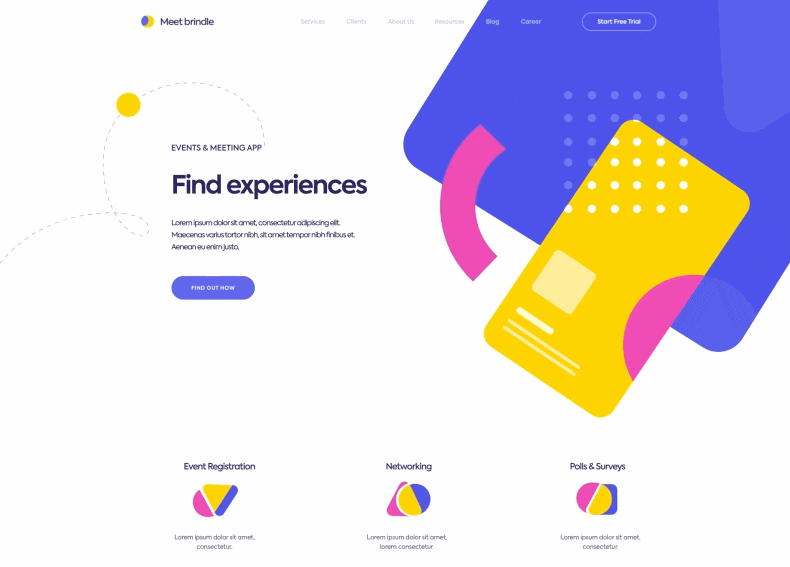 Meet brindle
Services
Clients
About Us
Resources
Blog
Career
Start Free Trial
EVENTS & MEETING APP
Find experiences
Lorem ipsum dolor sit amet, consectetur adipiscing elit.
Maecenas varius tortor nibh, sit amet tempor nibh finibus et.
Aenean eu enim justo.
FIND OUT HOW
Event Registration
Networking
Polls & Surveys
Lorem ipsum dolor sit amet,
consectetur.
Lorem ipsum dolor sit amet,
lorem consectetur.
Lorem ipsum dolor sit amet,
consectetur.